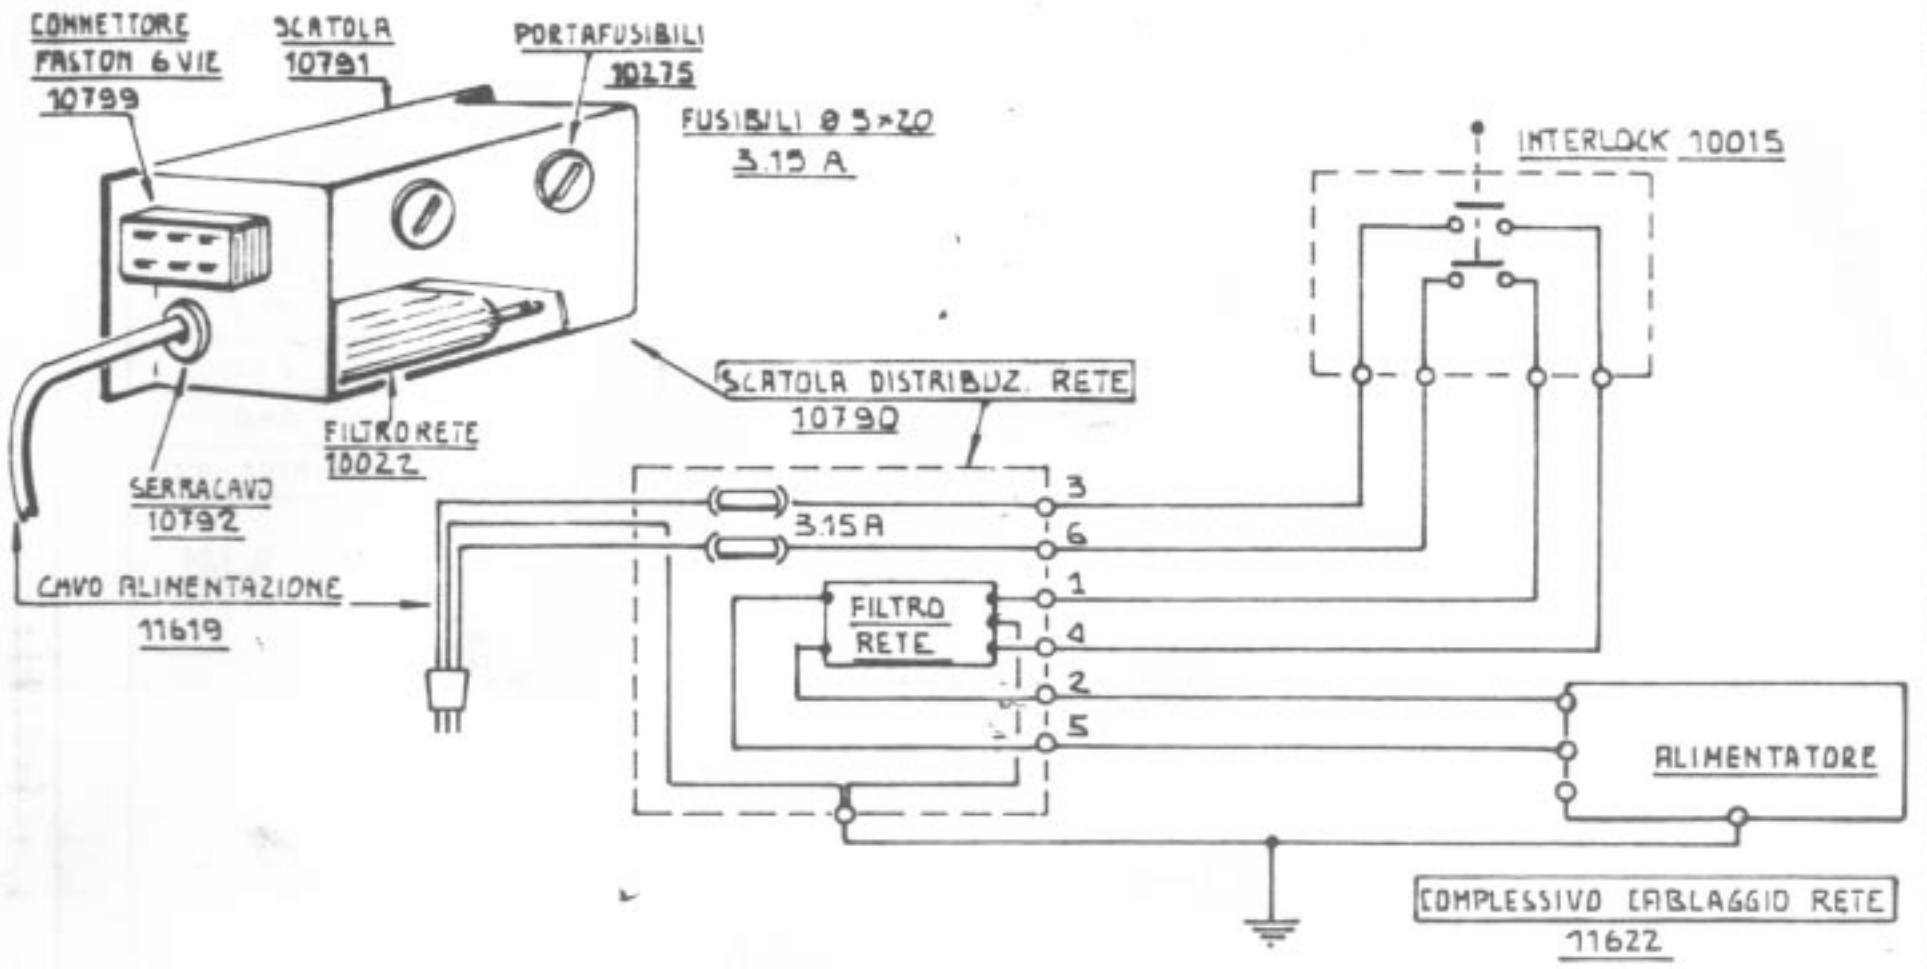 CONNETTORE
FASTON 6 VIE
10799
SCATOLA
10791
PORTAFUSIBILI
10275
FUSIBILI Ø 5×20
3.15 A
INTERLOCK 10015
SCATOLA DISTRIBUZ. RETE
10790
FILTRO RETE
10022
SERRACAVO
10792
CAVO ALIMENTAZIONE
11619
3.15 A
3
6
1
4
2
5
FILTRO
RETE
ALIMENTATORE
COMPLESSIVO CABLAGGIO RETE
11622